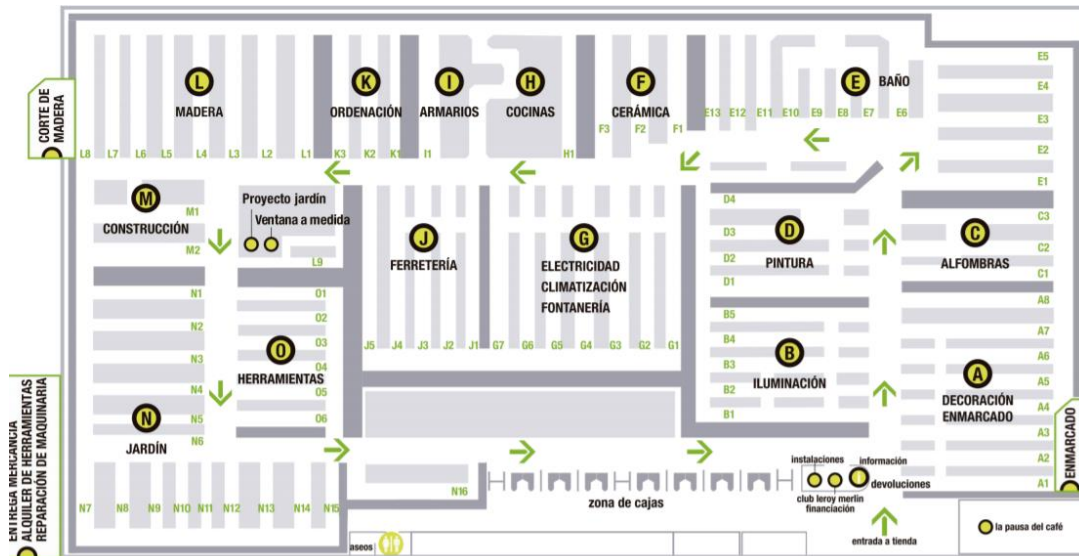 L
MADERA
K
ORDENACIÓN
I
ARMARIOS
H
COCINAS
F
CERÁMICA
E
BAÑO
CORTE DE
MADERA
L8 L7 L6 L5 L4 L3 L2 L1 K3 K2 K1 I1 H1 F3 F2 F1
E13 E12 E11 E10 E9 E8 E7 E6
E5
E4
E3
E2
E1
M
CONSTRUCCIÓN
M1
M2
Proyecto jardín
Ventana a medida
L9
J
FERRETERÍA
G
ELECTRICIDAD
CLIMATIZACIÓN
FONTANERÍA
D4
D3
D2
D1
D
PINTURA
C
ALFOMBRAS
C3
C2
C1
N1
N2
N3
N4
N5
N6
N
JARDÍN
O1
O2
O3
O4
O5
O6
O
HERRAMIENTAS
J5 J4 J3 J2 J1 G7 G6 G5 G4 G3 G2 G1
B5
B4
B3
B2
B1
B
ILUMINACIÓN
A8
A7
A6
A5
A4
A3
A2
A1
A
DECORACIÓN
ENMARCADO
ENMARCADO
ENTREGA MERCANCIA
ALQUILER DE HERRAMIENTAS
REPARACIÓN DE MAQUINARIA
N7 N8 N9 N10 N11 N12 N13 N14 N15
N16
zona de cajas
instalaciones
información
devoluciones
club leroy merlin
financiación
entrada a tienda
la pausa del café
aseos